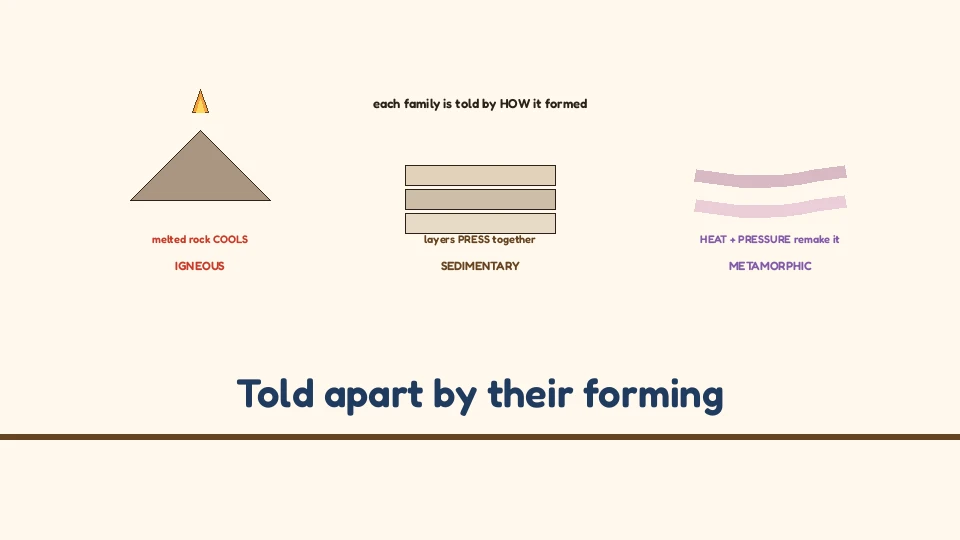 each family is told by HOW it formed
melted rock COOLS
IGNEOUS
layers PRESS together
SEDIMENTARY
HEAT + PRESSURE remake it
METAMORPHIC
Told apart by their forming